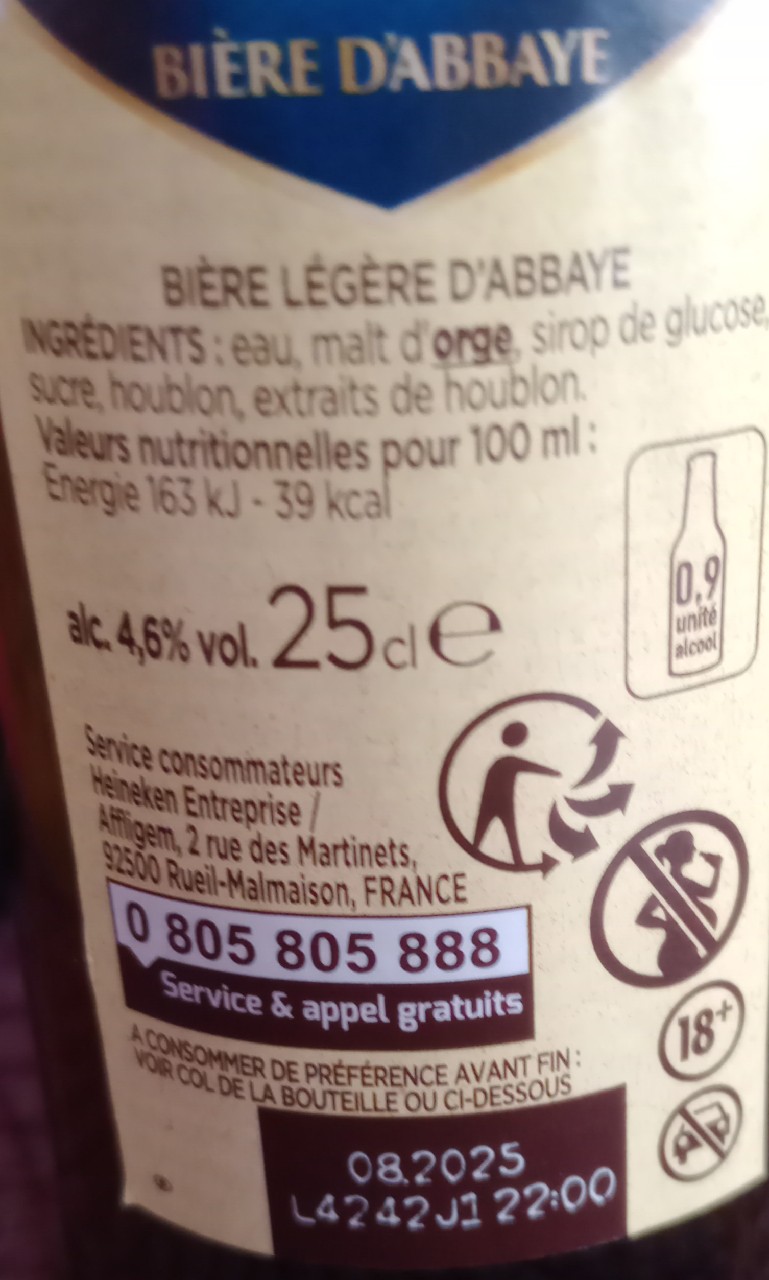 BIÈRE D'ABBAYE
BIÈRE LÉGÈRE D'ABBAYE
INGRÉDIENTS : eau, malt d'orge, sirop de glucose,
sucre, houblon, extraits de houblon.
Valeurs nutritionnelles pour 100 ml :
Energie 163 kJ - 39 kcal
0,9
unité
alcool
alc. 4,6% vol. 25 cl e
Service consommateurs
Heineken Entreprise /
Affligem, 2 rue des Martinets,
92500 Rueil-Malmaison, FRANCE
0 805 805 888
Service & appel gratuits
18+
A CONSOMMER DE PRÉFÉRENCE AVANT FIN :
VOIR COL DE LA BOUTEILLE OU CI-DESSOUS
08.2025
L4242J1 22:00